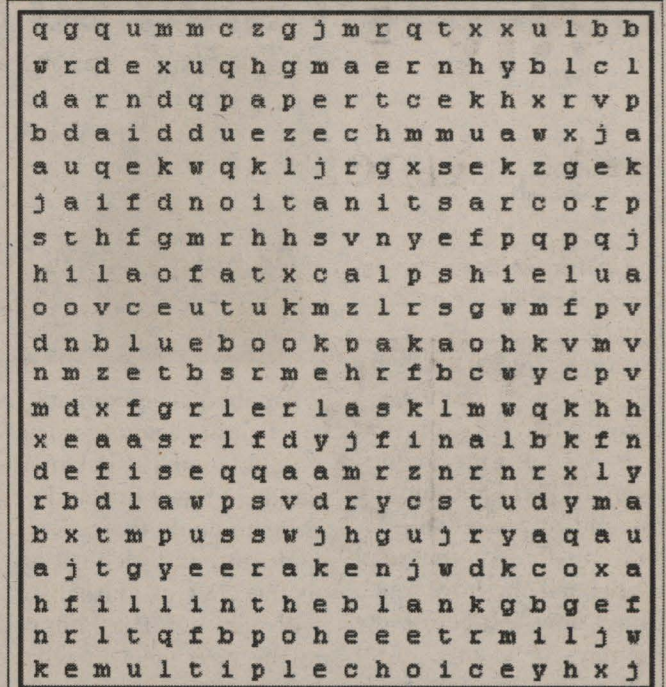 q g q u m m c z g j m r q t x x u l b b
w r d e x u q h g m a e r n h y b l c l
d a r n d q p a p e r t c e k h x r v p
b d a i d d u e z e c h m m u a w x j a
a u q e k w q k l j r g x s e k z g e k
j a i f d n o i t a n i t s a r c o r p
s t h f g m r h h s v n y e f p q p q j
h i l a o f a t x c a l p s h i e l u a
o o v c e u t u k m z l r s g w m f p v
d n b l u e b o o k p a k a o h k v m v
n m z e t b s r m e h r f b c w y c p v
m d x f g r l e r l a s k l m w q k h h
x e a a s r l f d y j f i n a l b k f n
d e f i s e q q a a m r z n r n r x l y
r b d l a w p s v d r y c s t u d y m a
b x t m p u s s w j h g u j r y a q a u
a j t g y e e r a k e n j w d k c o x a
h f i l l i n t h e b l a n k g b g e f
n r l t q f b p o h e e e t r m i l j w
k e m u l t i p l e c h o i c e y h x j